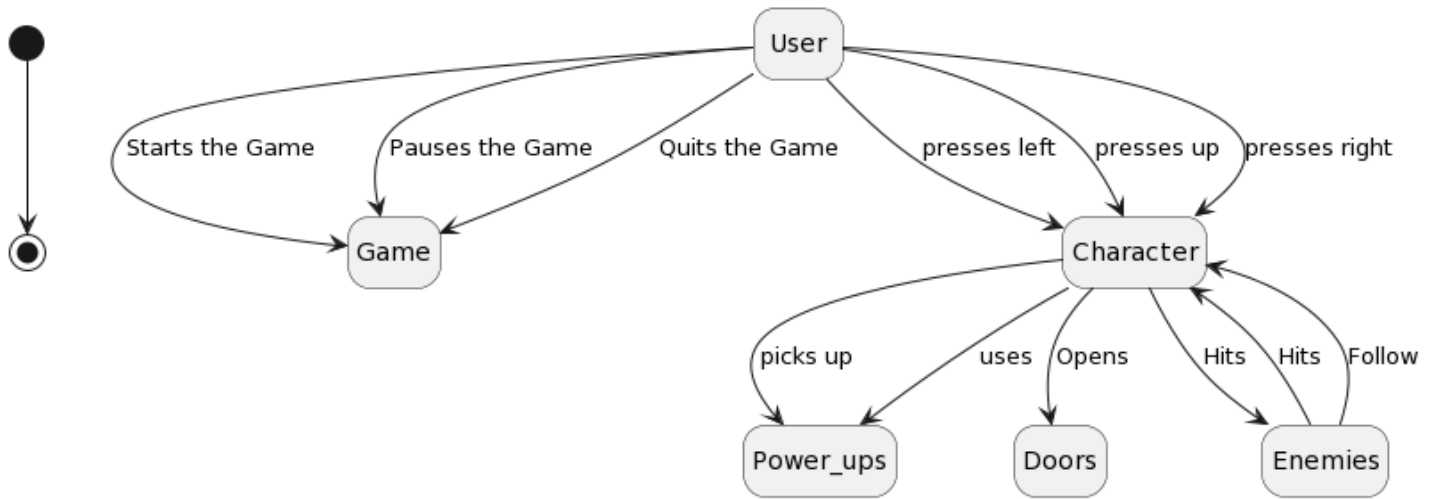 User
Starts the Game
Pauses the Game
Quits the Game
presses left
presses up
presses right
Game
Character
picks up
uses
Opens
Hits
Hits
Follow
Power_ups
Doors
Enemies